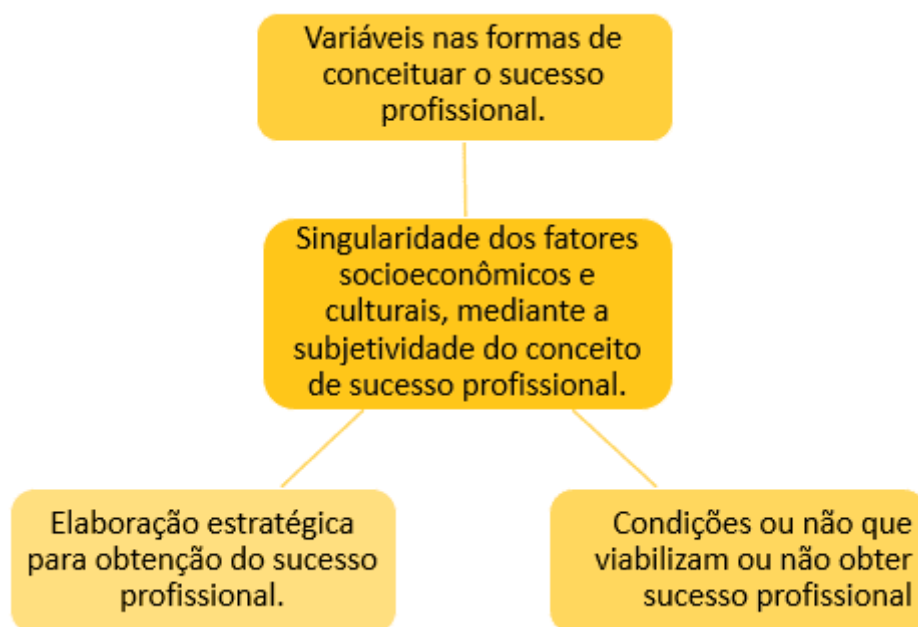 Variáveis nas formas de
conceituar o sucesso
profissional.
Singularidade dos fatores
socioeconômicos e
culturais, mediante a
subjetividade do conceito
de sucesso profissional.
Elaboração estratégica
para obtenção do sucesso
profissional.
Condições ou não que
viabilizam ou não obter
sucesso profissional